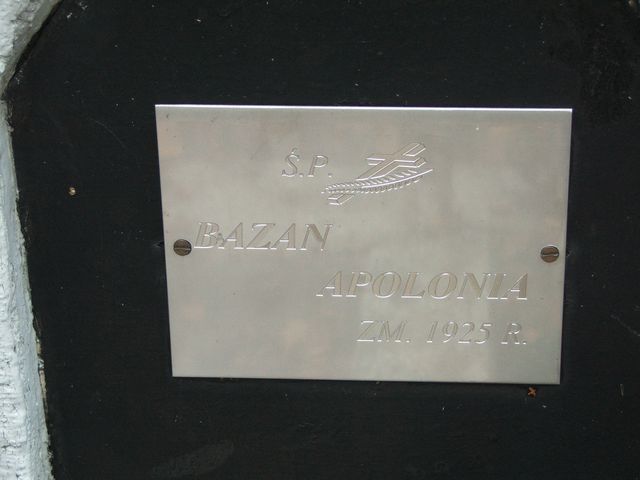 Ś.P.
BAZAN
APOLONIA
ZM. 1925 R.